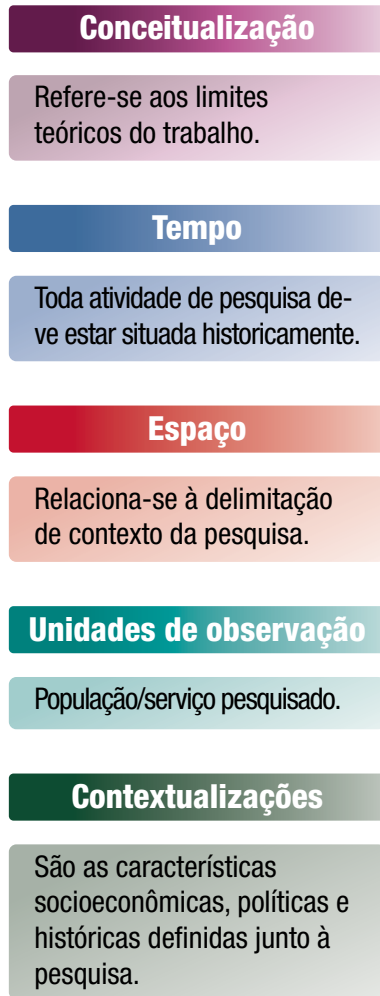 Conceitualização
Refere-se aos limites
teóricos do trabalho.
Tempo
Toda atividade de pesquisa de-
ve estar situada historicamente.
Espaço
Relaciona-se à delimitação
de contexto da pesquisa.
Unidades de observação
População/serviço pesquisado.
Contextualizações
São as características
socioeconômicas, políticas e
históricas definidas junto à
pesquisa.